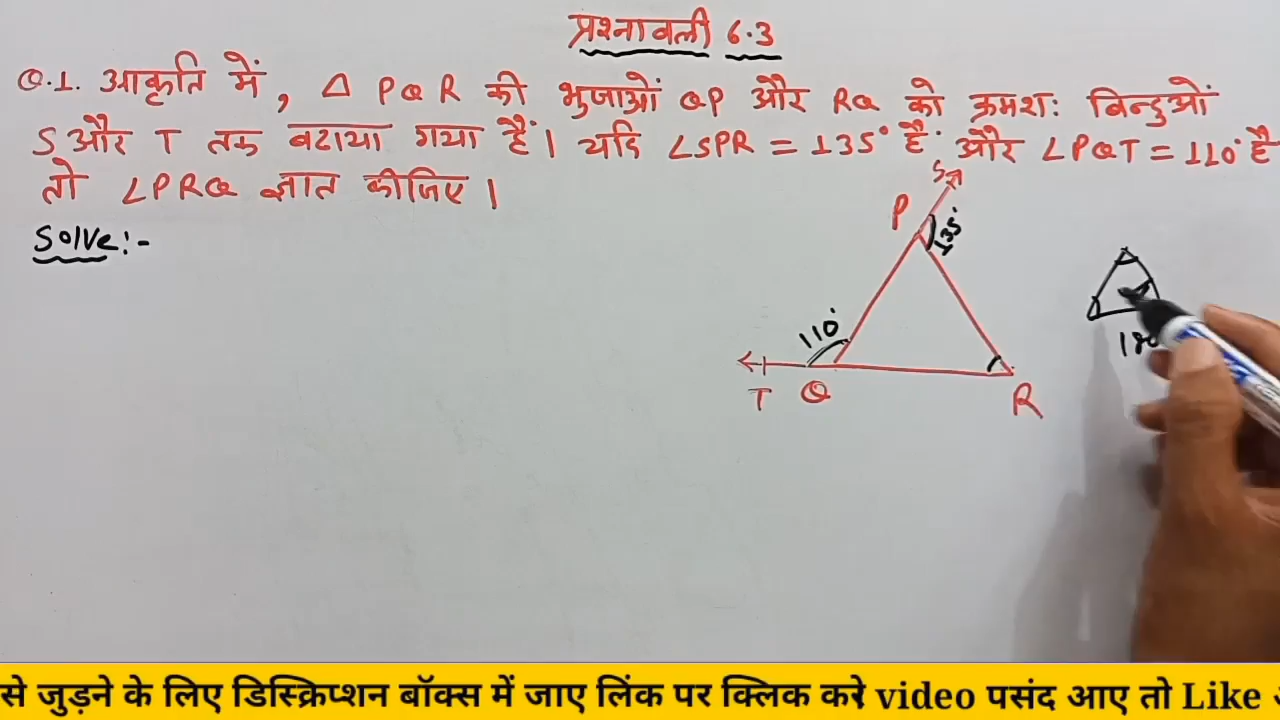 प्रश्नावली 6.3
Q.1. आकृति में, Δ PQR की भुजाओं QP और RQ को क्रमशः बिन्दुओं
S और T तक बढाया गया हैं। यदि ∠SPR = 135° हैं और ∠PQT = 110° है
तो ∠PRQ ज्ञात कीजिए।
Solve:-
S
P
135°
110°
T
Q
R
180
से जुड़ने के लिए डिस्क्रिप्शन बॉक्स में जाए लिंक पर क्लिक करे video पसंद आए तो Like